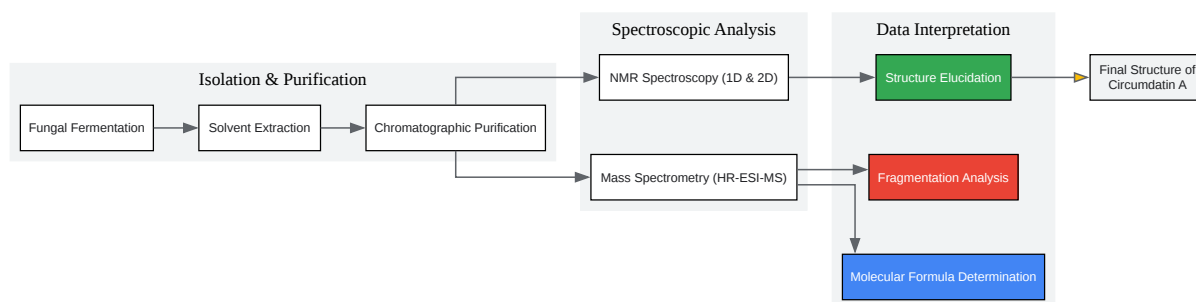 Isolation & Purification
Fungal Fermentation
Solvent Extraction
Chromatographic Purification
Spectroscopic Analysis
NMR Spectroscopy (1D & 2D)
Mass Spectrometry (HR-ESI-MS)
Data Interpretation
Structure Elucidation
Fragmentation Analysis
Molecular Formula Determination
Final Structure of
Circumdatin A